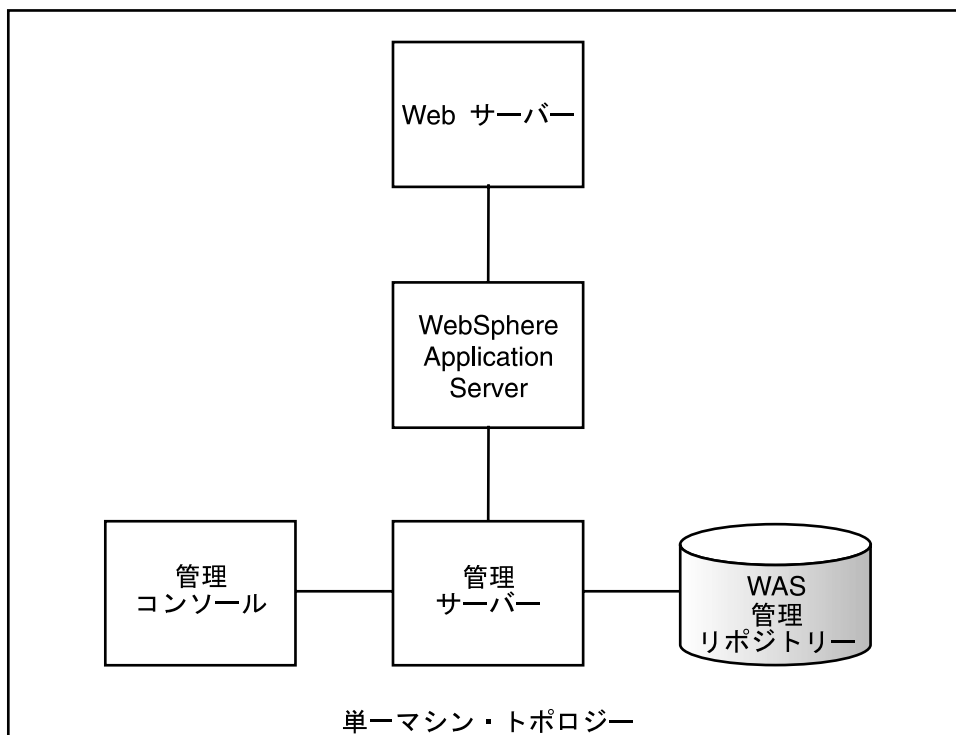 Web サーバー
WebSphere
Application
Server
管理
コンソール
管理
サーバー
WAS
管理
リポジトリー
単一マシン・トポロジー